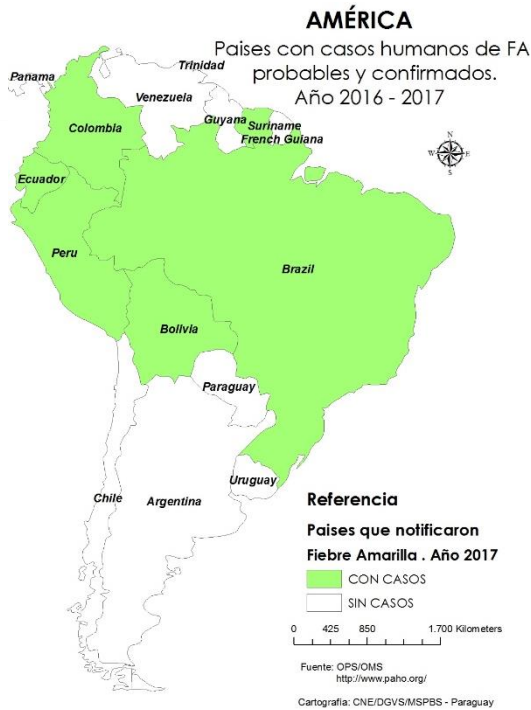 AMÉRICA
Paises con casos humanos de FA
probables y confirmados.
Año 2016 - 2017
Panama
Trinidad
Venezuela
Guyana
Suriname
French Guiana
Colombia
N
W
E
S
Ecuador
Peru
Brazil
Bolivia
Paraguay
Uruguay
Chile
Argentina
Referencia
Paises que notificaron
Fiebre Amarilla . Año 2017
CON CASOS
SIN CASOS
0 425 850 1.700 Kilometers
Fuente: OPS/OMS
http://www.paho.org/
Cartografía: CNE/DGVS/MSPBS - Paraguay